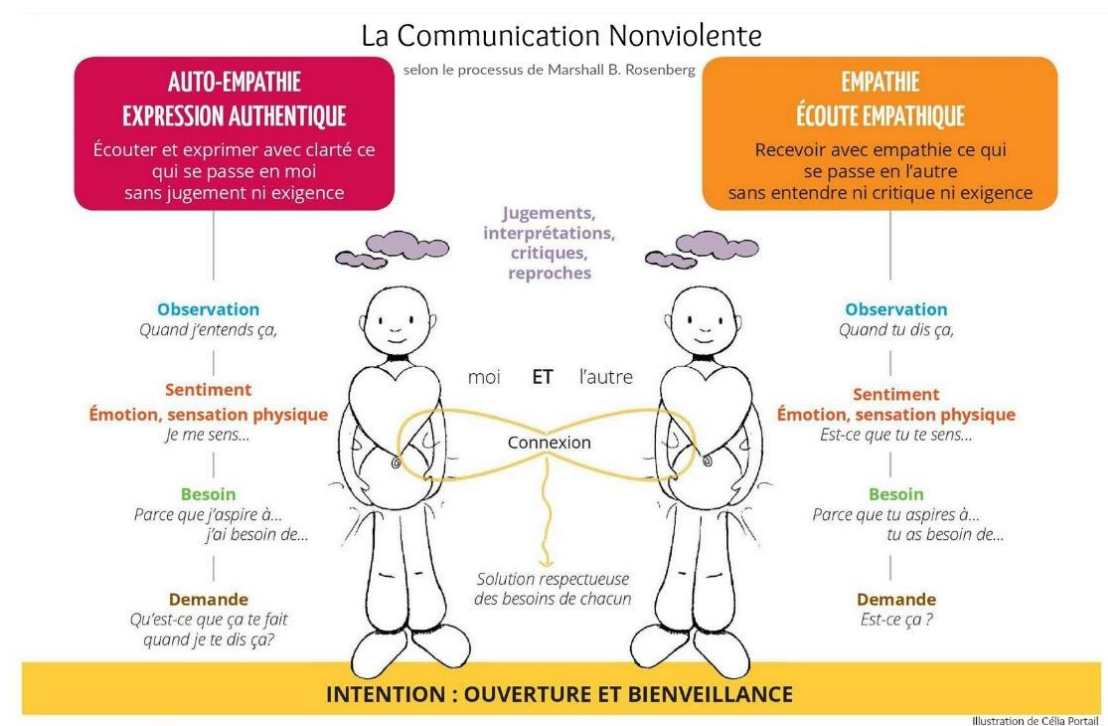 La Communication Nonviolente
selon le processus de Marshall B. Rosenberg
AUTO-EMPATHIE
EXPRESSION AUTHENTIQUE
Écouter et exprimer avec clarté ce
qui se passe en moi
sans jugement ni exigence
EMPATHIE
ÉCOUTE EMPATHIQUE
Recevoir avec empathie ce qui
se passe en l'autre
sans entendre ni critique ni exigence
Jugements,
interprétations,
critiques,
reproches
Observation
Quand j'entends ça,
Sentiment
Émotion, sensation physique
Je me sens...
Besoin
Parce que j'aspire à...
j'ai besoin de...
Demande
Qu'est-ce que ça te fait
quand je te dis ça?
moi ET l'autre
Connexion
Solution respectueuse
des besoins de chacun
Observation
Quand tu dis ça,
Sentiment
Émotion, sensation physique
Est-ce que tu te sens...
Besoin
Parce que tu aspires à...
tu as besoin de...
Demande
Est-ce ça ?
INTENTION : OUVERTURE ET BIENVEILLANCE
Illustration de Célia Portail